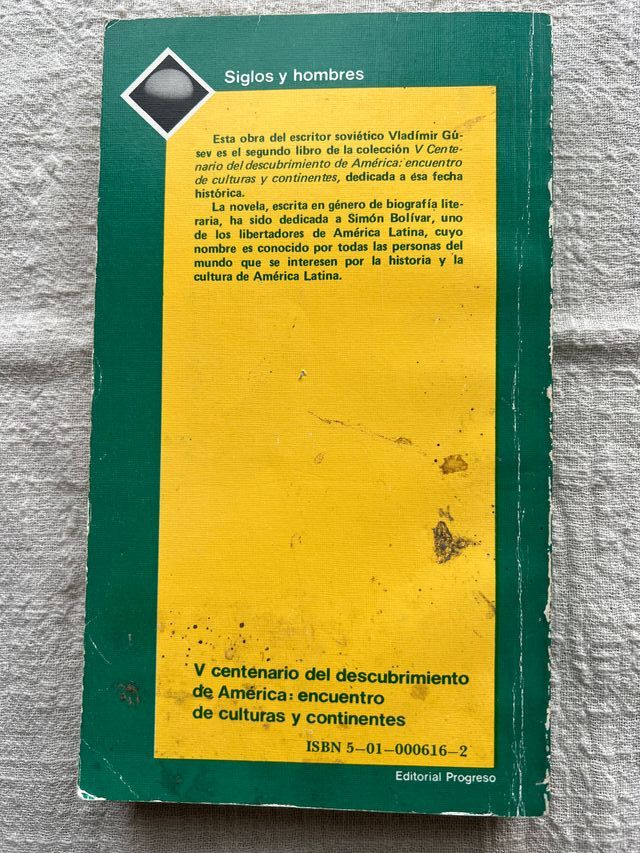 Siglos y hombres
Esta obra del escritor soviético Vladímir Gú-
sev es el segundo libro de la colección V Cente-
nario del descubrimiento de América: encuentro
de culturas y continentes, dedicada a esa fecha
histórica.
La novela, escrita en género de biografía lite-
raria, ha sido dedicada a Simón Bolívar, uno
de los libertadores de América Latina, cuyo
nombre es conocido por todas las personas del
mundo que se interesen por la historia y la
cultura de América Latina.
V centenario del descubrimiento
de América: encuentro
de culturas y continentes
ISBN 5-01-000616-2
Editorial Progreso